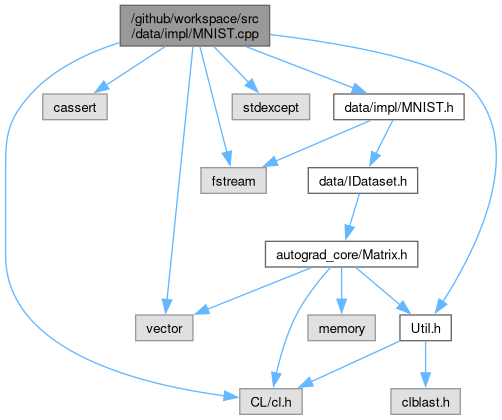 /github/workspace/src
/data/impl/MNIST.cpp
cassert
stdexcept
data/impl/MNIST.h
fstream
data/IDataset.h
autograd_core/Matrix.h
vector
memory
Util.h
CL/cl.h
clblast.h